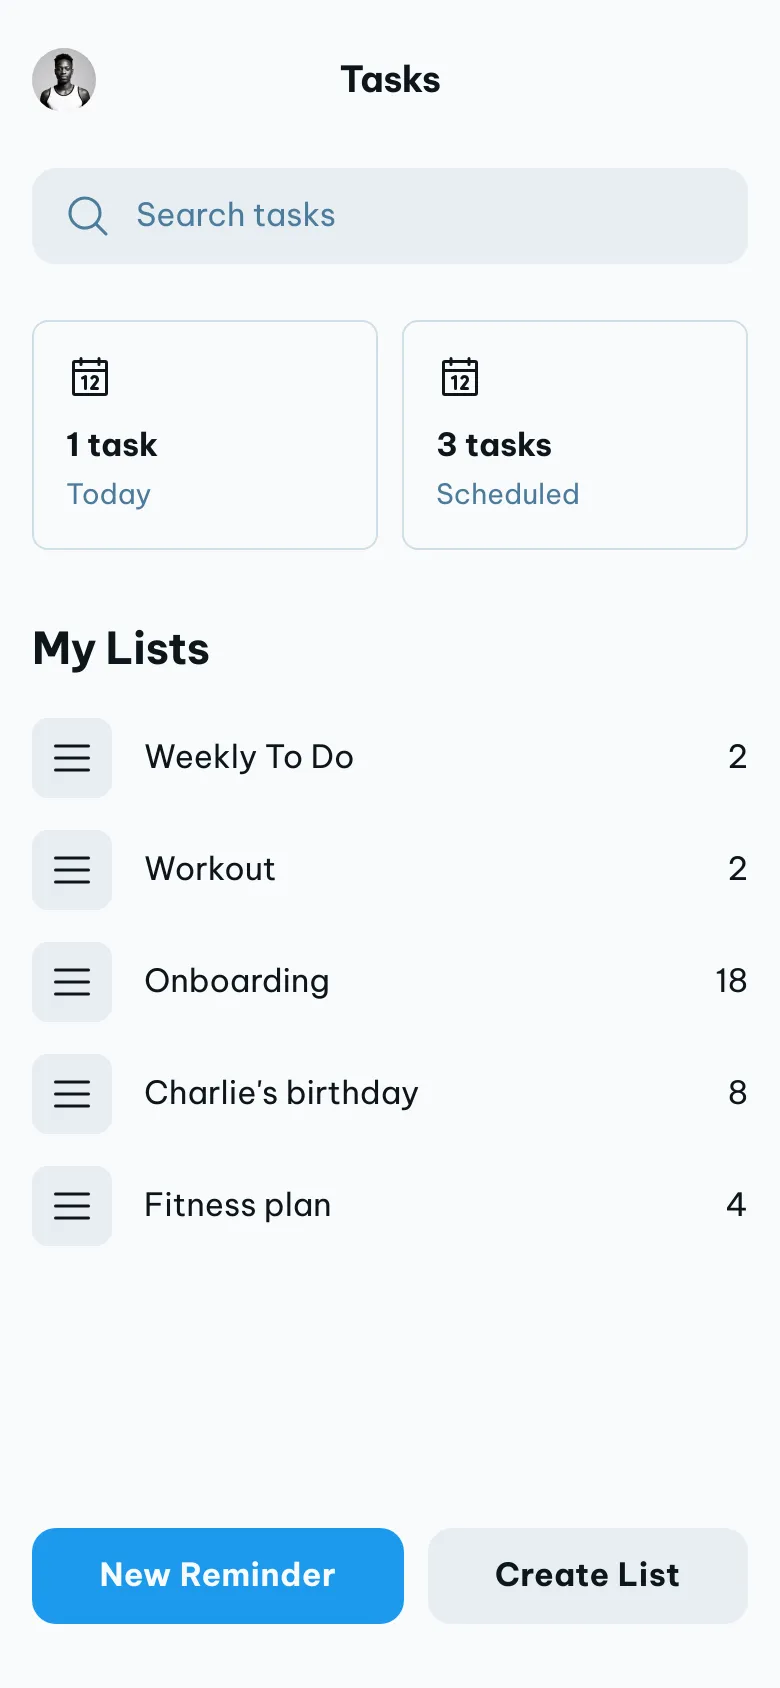 Tasks
Search tasks
12
12
1 task
3 tasks
Today
Scheduled
My Lists
Weekly To Do 2
Workout 2
Onboarding 18
Charlie's birthday 8
Fitness plan 4
New Reminder
Create List